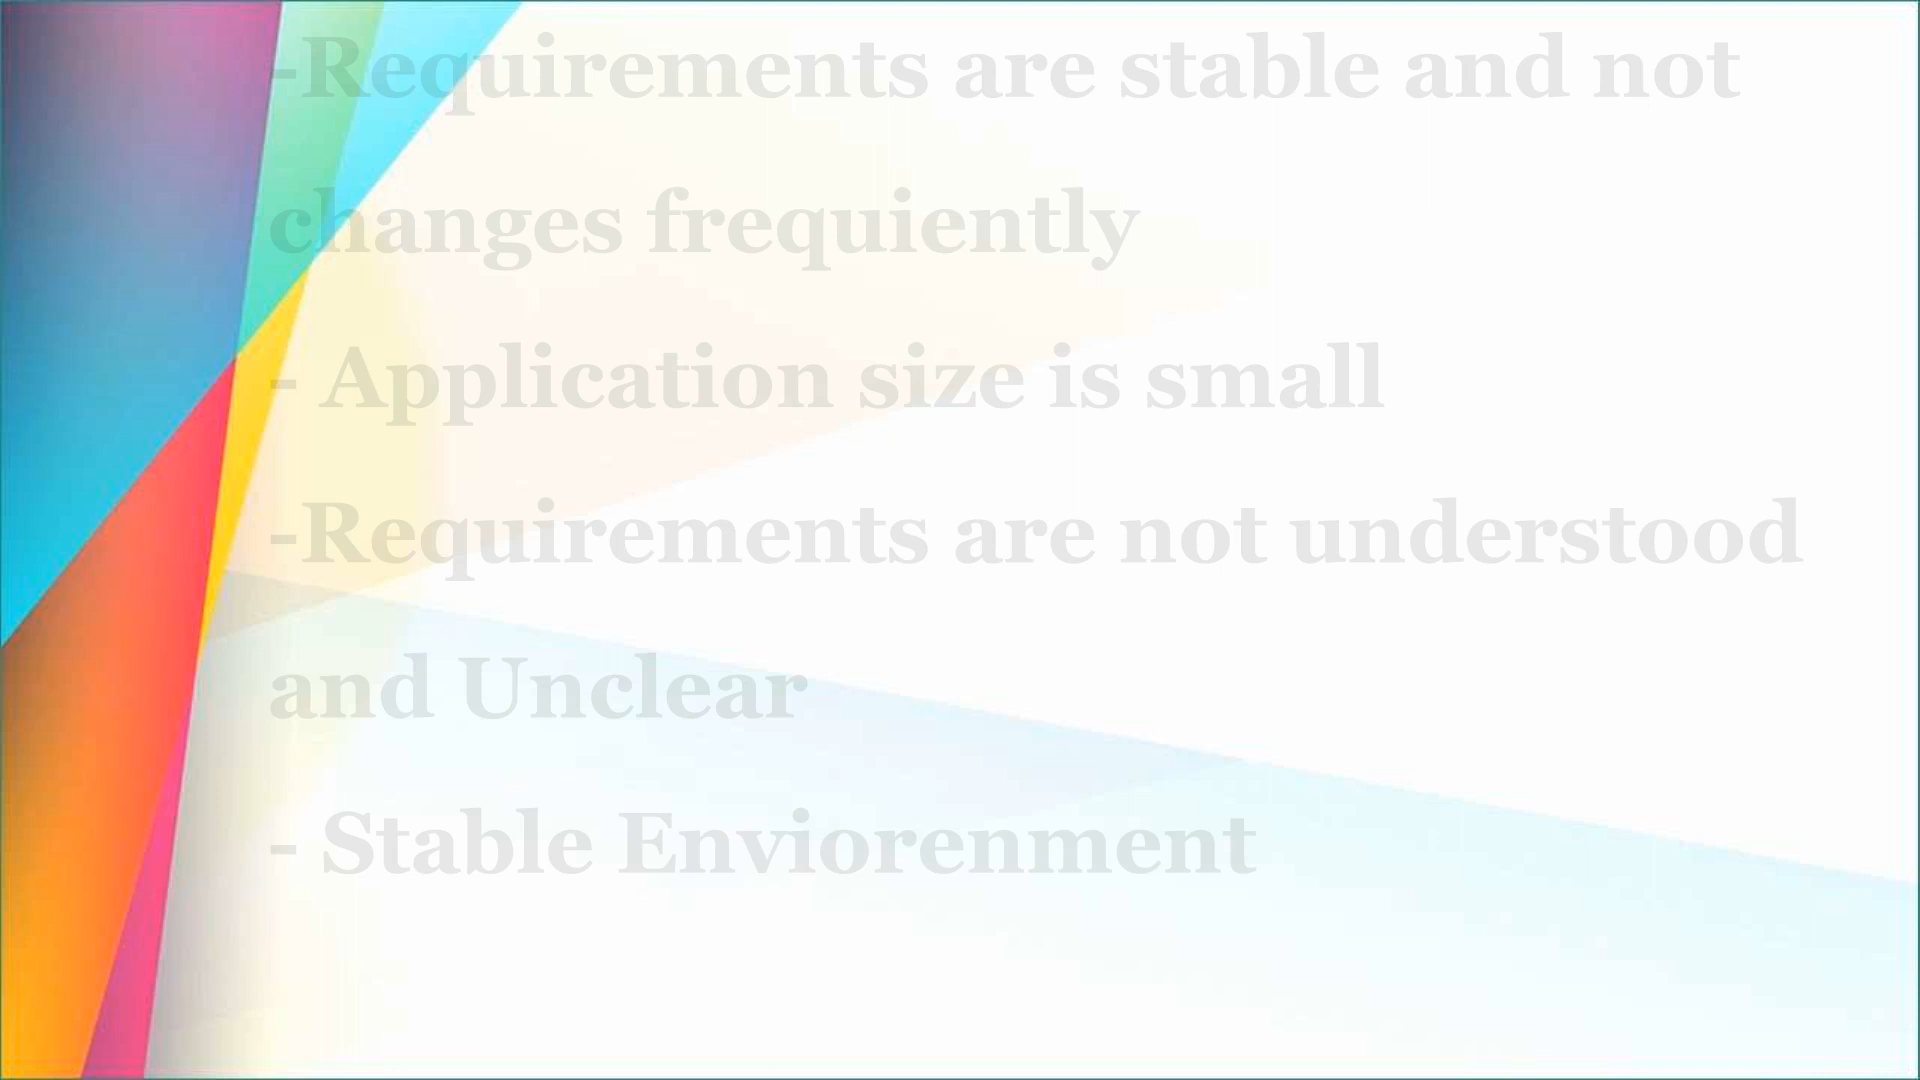 -Requirements are stable and not
changes frequiently
- Application size is small
-Requirements are not understood
and Unclear
- Stable Enviorenment